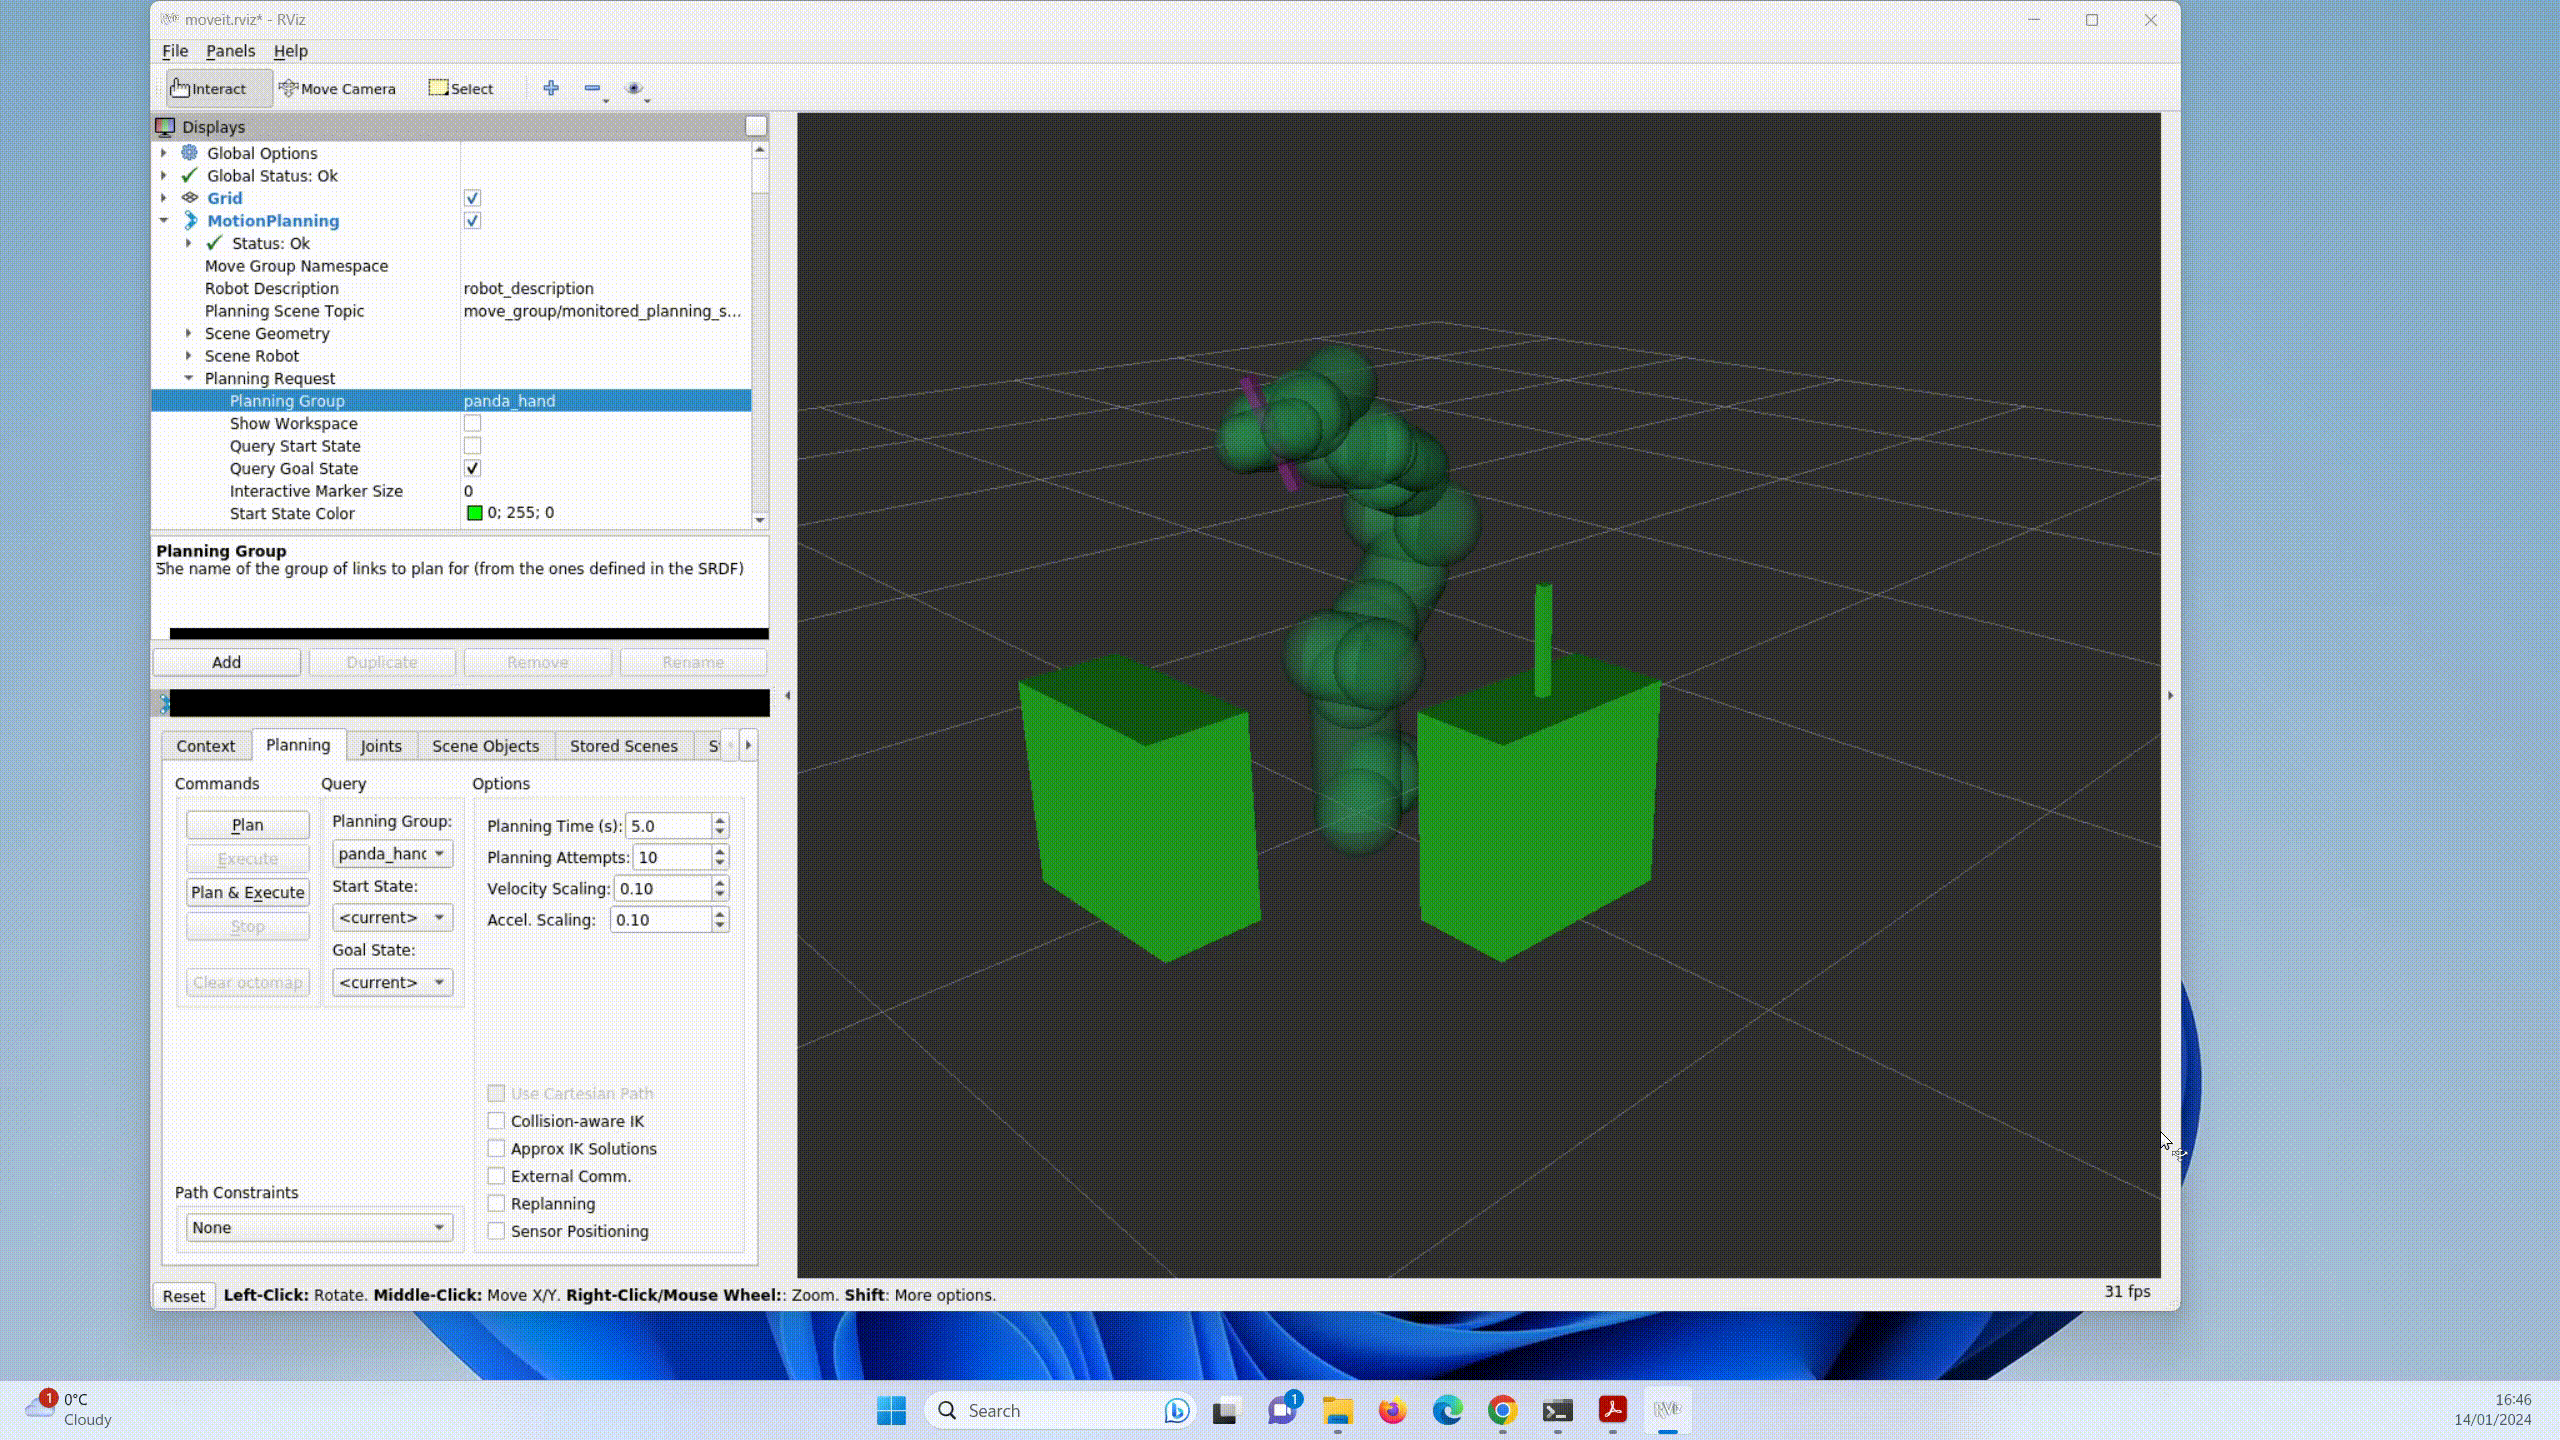 moveit.rviz* - RViz
File Panels Help
Interact Move Camera Select
Displays
Global Options
Global Status: Ok
Grid
MotionPlanning
Status: Ok
Move Group Namespace
Robot Description robot_description
Planning Scene Topic move_group/monitored_planning_s...
Scene Geometry
Scene Robot
Planning Request
Planning Group panda_hand
Show Workspace
Query Start State
Query Goal State
Interactive Marker Size 0
Start State Color 0; 255; 0
Planning Group
name of the group of links to plan for (from the ones defined in the SRDF)
Add Duplicate Remove Rename
Context Planning Joints Scene Objects Stored Scenes
Commands Query Options
Plan
Execute
Plan & Execute
Stop
Clear octomap
Planning Group:
panda_hand
Start State:
<current>
Goal State:
<current>
Planning Time (s): 5.0
Planning Attempts: 10
Velocity Scaling: 0.10
Accel. Scaling: 0.10
Use Cartesian Path
Collision-aware IK
Approx IK Solutions
External Comm.
Replanning
Sensor Positioning
Path Constraints
None
Reset Left-Click: Rotate. Middle-Click: Move X/Y. Right-Click/Mouse Wheel:: Zoom. Shift: More options.
31 fps
1
0°C
Cloudy
Search
1
RViz
16:46
14/01/2024